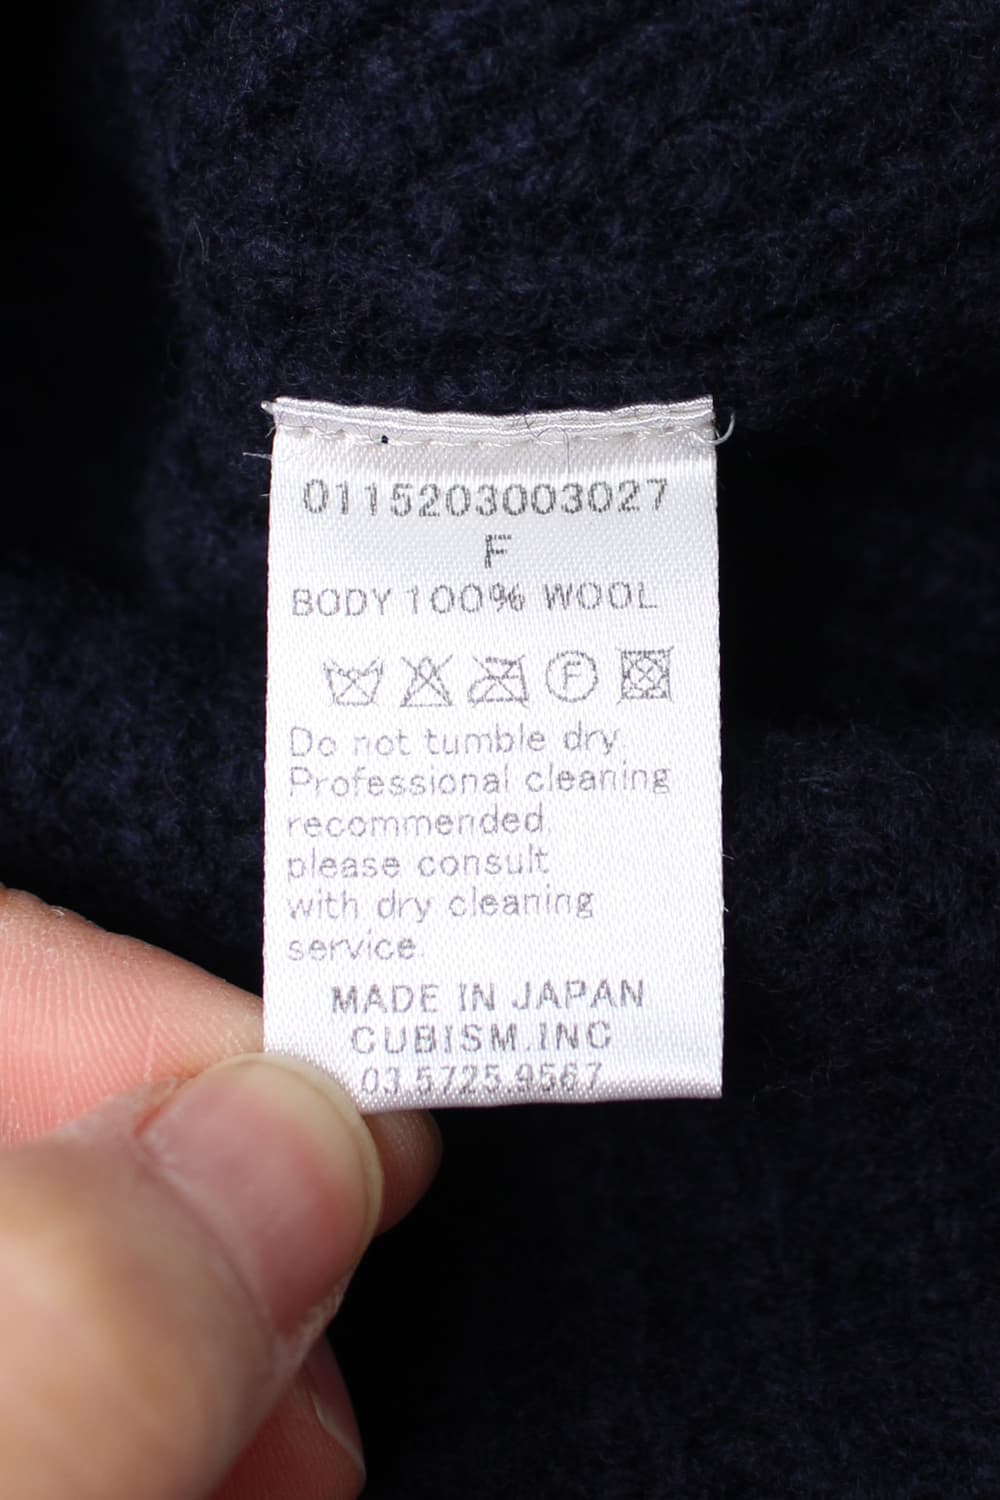 0115203003027
F
BODY 100% WOOL
F
Do not tumble dry.
Professional cleaning
recommended,
please consult
with dry cleaning
service.
MADE IN JAPAN
CUBISM.INC
03.5725.9567